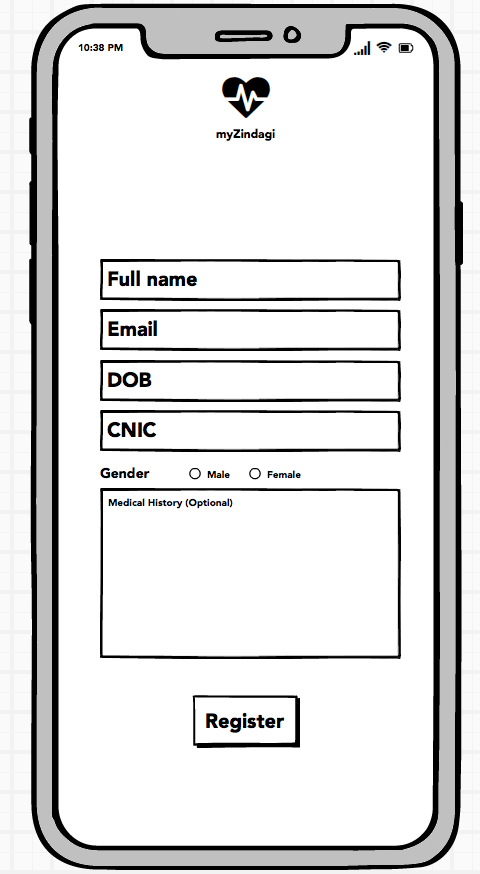 10:38 PM
myZindagi
Full name
Email
DOB
CNIC
Gender Male Female
Medical History (Optional)
Register